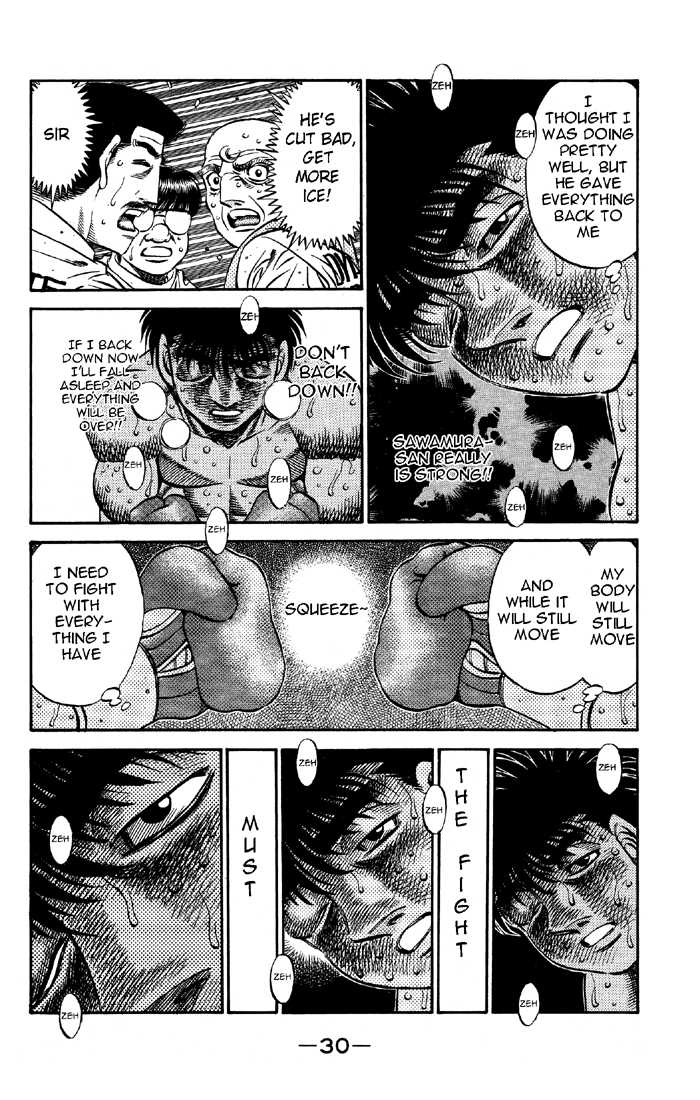 ZEH
ZEH
I
THOUGHT I
WAS DOING
PRETTY
WELL, BUT
HE GAVE
EVERYTHING
BACK TO
ME
SAWAMURA-
SAN REALLY
IS STRONG!!
ZEH
ZEH
HE'S
CUT BAD,
GET
MORE
ICE!
SIR
ZEH
DON'T
BACK
DOWN!!
IF I BACK
DOWN NOW
I'LL FALL
ASLEEP AND
EVERYTHING
WILL BE
OVER!!
ZEH
ZEH
ZEH
MY
BODY
WILL
STILL
MOVE
AND
WHILE IT
WILL STILL
MOVE
SQUEEZE~
I NEED
TO FIGHT
WITH
EVERY-
THING I
HAVE
ZEH
ZEH
THE FIGHT
ZEH
ZEH
ZEH
MUST
ZEH
ZEH
—30—